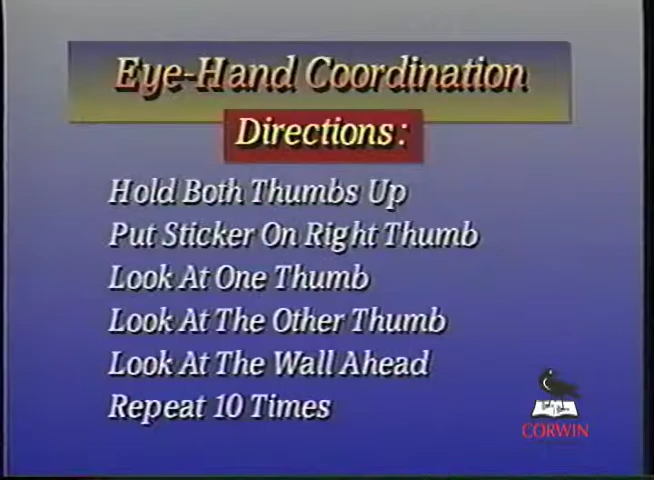 Eye-Hand Coordination
Directions:
Hold Both Thumbs Up
Put Sticker On Right Thumb
Look At One Thumb
Look At The Other Thumb
Look At The Wall Ahead
Repeat 10 Times
CORWIN